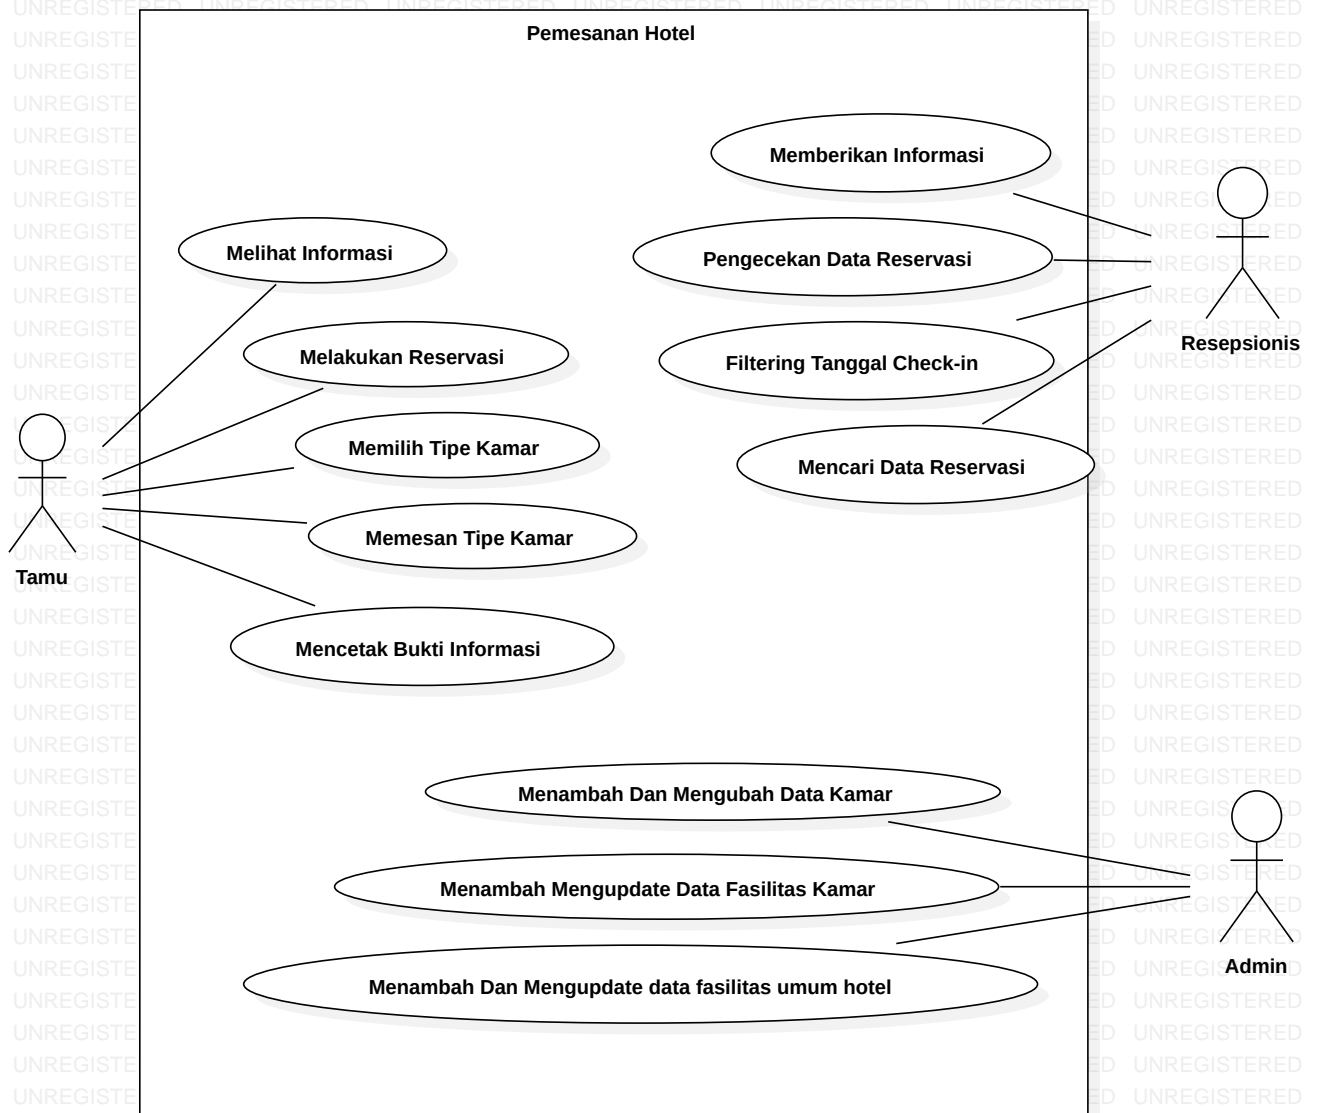 Pemesanan Hotel
Memberikan Informasi
Melihat Informasi
Pengecekan Data Reservasi
Resepsionis
Melakukan Reservasi
Filtering Tanggal Check-in
Memilih Tipe Kamar
Mencari Data Reservasi
Memesan Tipe Kamar
Tamu
Mencetak Bukti Informasi
Menambah Dan Mengubah Data Kamar
Menambah Mengupdate Data Fasilitas Kamar
Admin
Menambah Dan Mengupdate data fasilitas umum hotel
UNREGISTERED